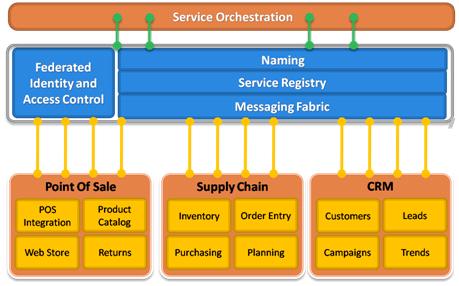 Service Orchestration
Federated
Identity and
Access Control
Naming
Service Registry
Messaging Fabric
Point Of Sale
POS
Integration
Product
Catalog
Web Store
Returns
Supply Chain
Inventory
Order Entry
Purchasing
Planning
CRM
Customers
Leads
Campaigns
Trends